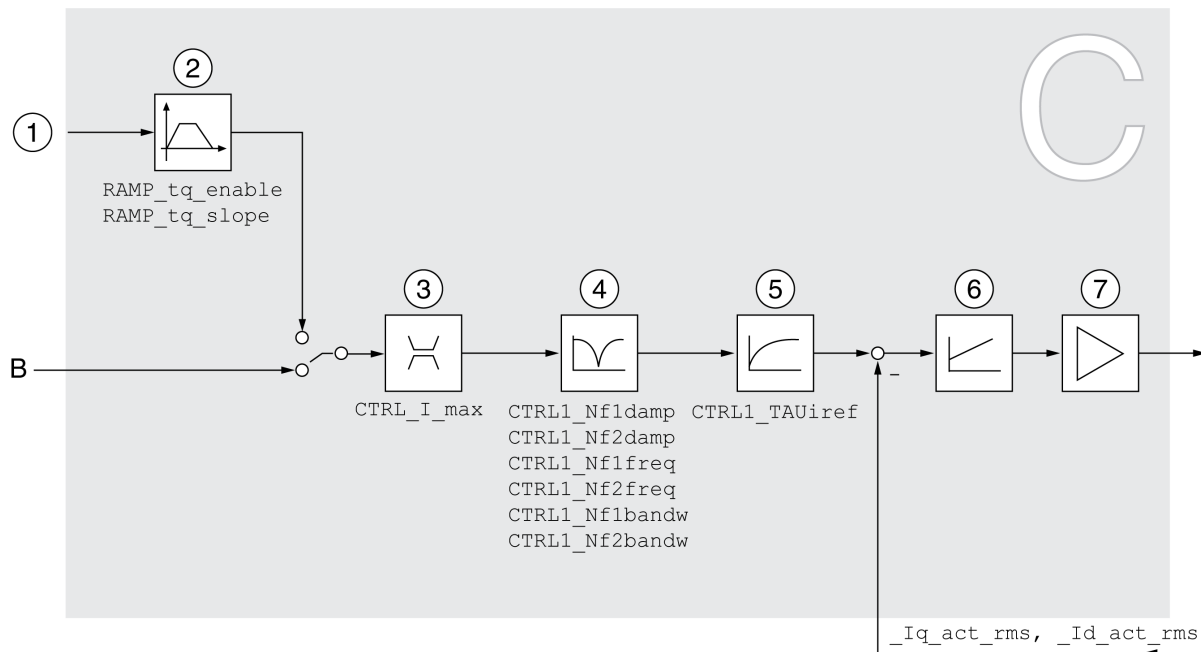 C
2
1
RAMP_tq_enable
RAMP_tq_slope
3
4
5
6
7
B
CTRL_I_max
CTRL1_Nf1damp
CTRL1_Nf2damp
CTRL1_Nf1freq
CTRL1_Nf2freq
CTRL1_Nf1bandw
CTRL1_Nf2bandw
CTRL1_TAUiref
–
_Iq_act_rms, _Id_act_rms